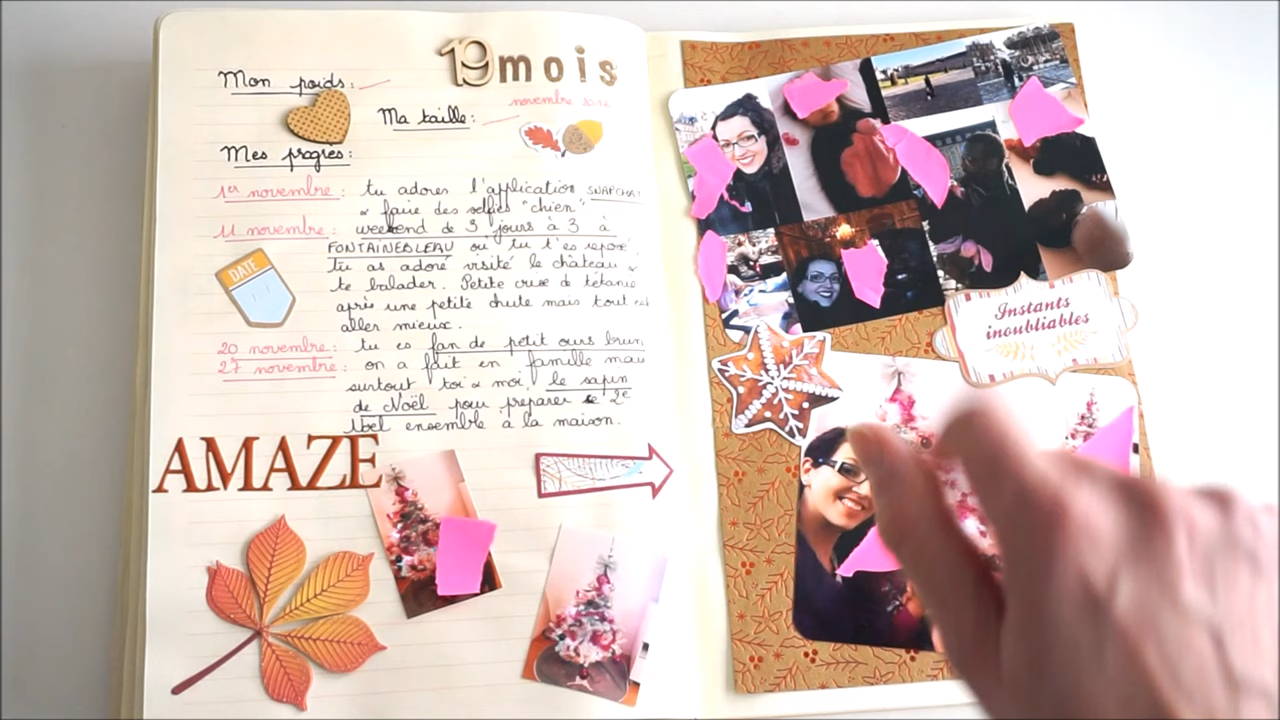 19 mois
Mon poids:
novembre
Ma taille:
Mes progrès:
1er novembre: tu adores l'application SNAPCHAT
& faire des selfies "chien"
11 novembre: weekend de 3 jours à 3 à
FONTAINEBLEAU où tu t'es reposé
DATE
tu as adoré visité le château &
te balader. Petite crise de tétanie
après une petite chute mais tout est
aller mieux.
20 novembre: tu es fan de petit ours brun
27 novembre: on a fait en famille mais
surtout toi & moi, le sapin
de Noël pour préparer le 2e
Noël ensemble à la maison.
AMAZE
Instants
inoubliables